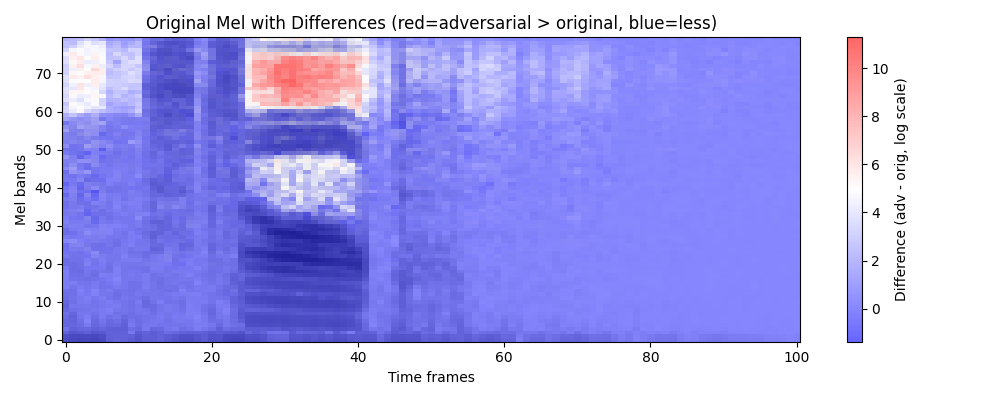 Original Mel with Differences (red=adversarial > original, blue=less)
Mel bands
70
60
50
40
30
20
10
0
0 20 40 60 80 100
Time frames
10
8
6
4
2
0
Difference (adv - orig, log scale)